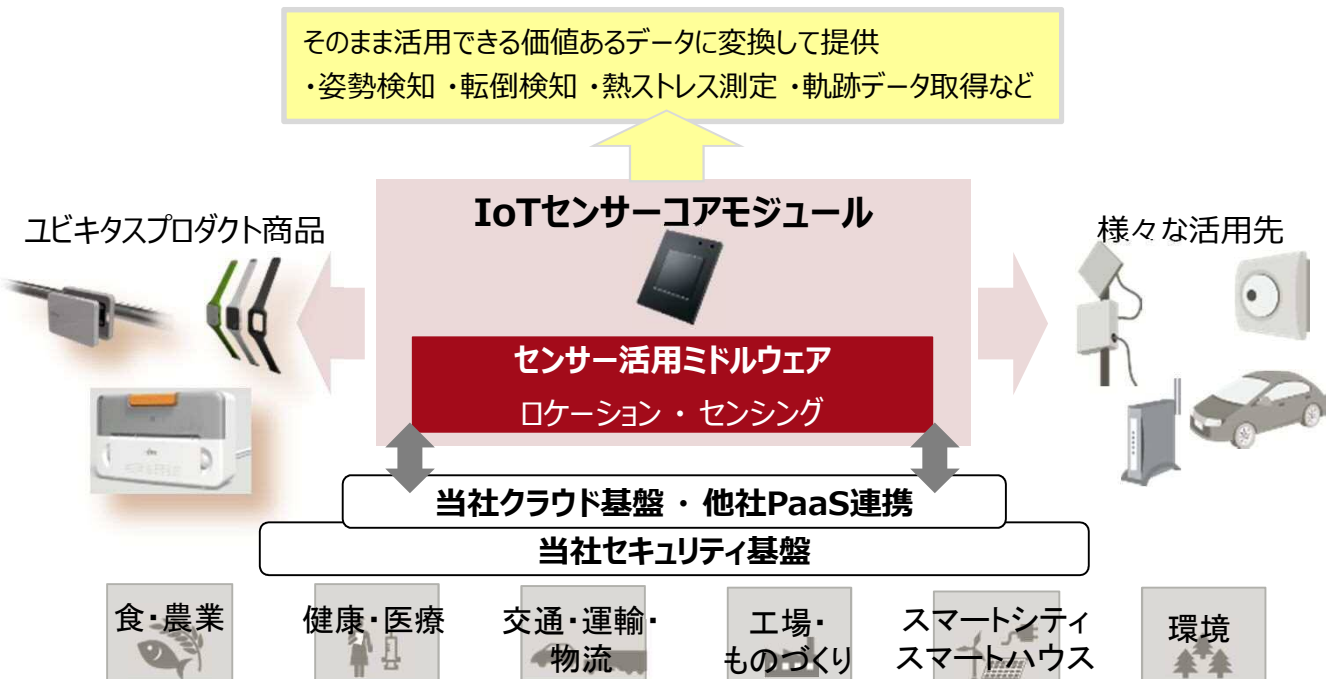 そのまま活用できる価値あるデータに変換して提供
・姿勢検知 ・転倒検知 ・熱ストレス測定 ・軌跡データ取得など
IoTセンサーコアモジュール
ユビキタスプロダクト商品
様々な活用先
センサー活用ミドルウェア
ロケーション ・ センシング
当社クラウド基盤 ・ 他社PaaS連携
当社セキュリティ基盤
食・農業
健康・医療
交通・運輸・
物流
工場・
ものづくり
スマートシティ
スマートハウス
環境